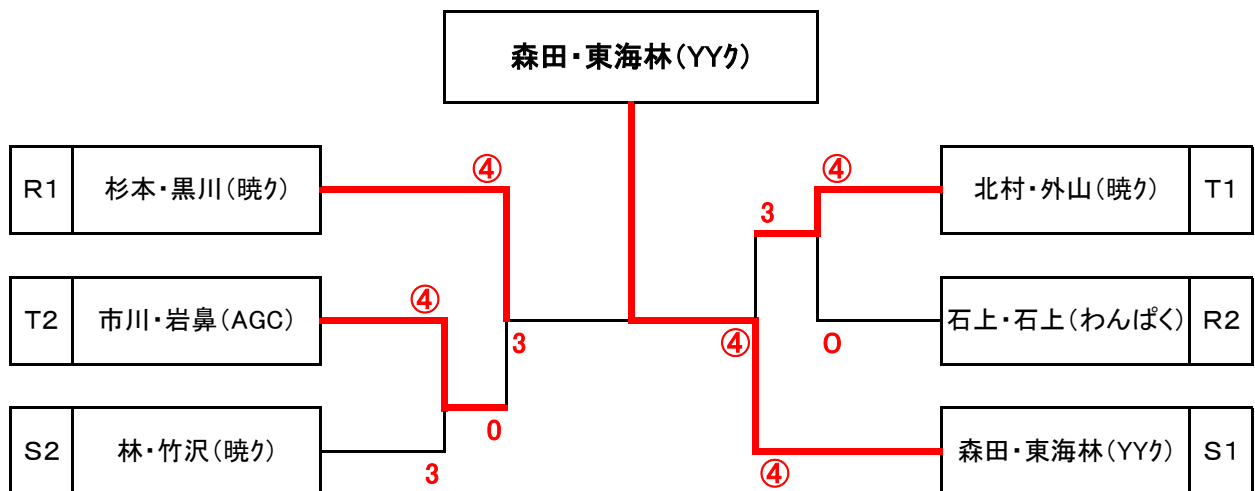 森田・東海林(YYク)
R1 杉本・黒川(暁ク) ④ ④ 北村・外山(暁ク) T1
3
T2 市川・岩鼻(AGC) ④ 3 ④ 0 石上・石上(わんぱく) R2
0
S2 林・竹沢(暁ク) 3 ④ 森田・東海林(YYク) S1